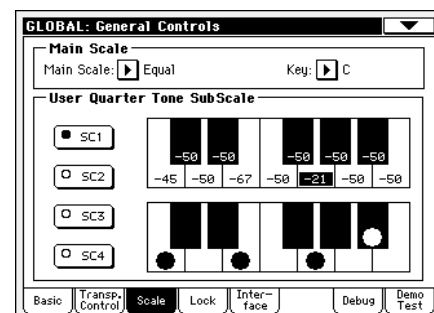 GLOBAL: General Controls
Main Scale
Main Scale: Equal Key: C
User Quarter Tone SubScale
SC1
-50 -50 -50 -50 -50
SC2
-45 -50 -67 -50 -21 -50 -50
SC3
SC4
Basic Transp. Control Scale Lock Inter-face Debug Demo Test